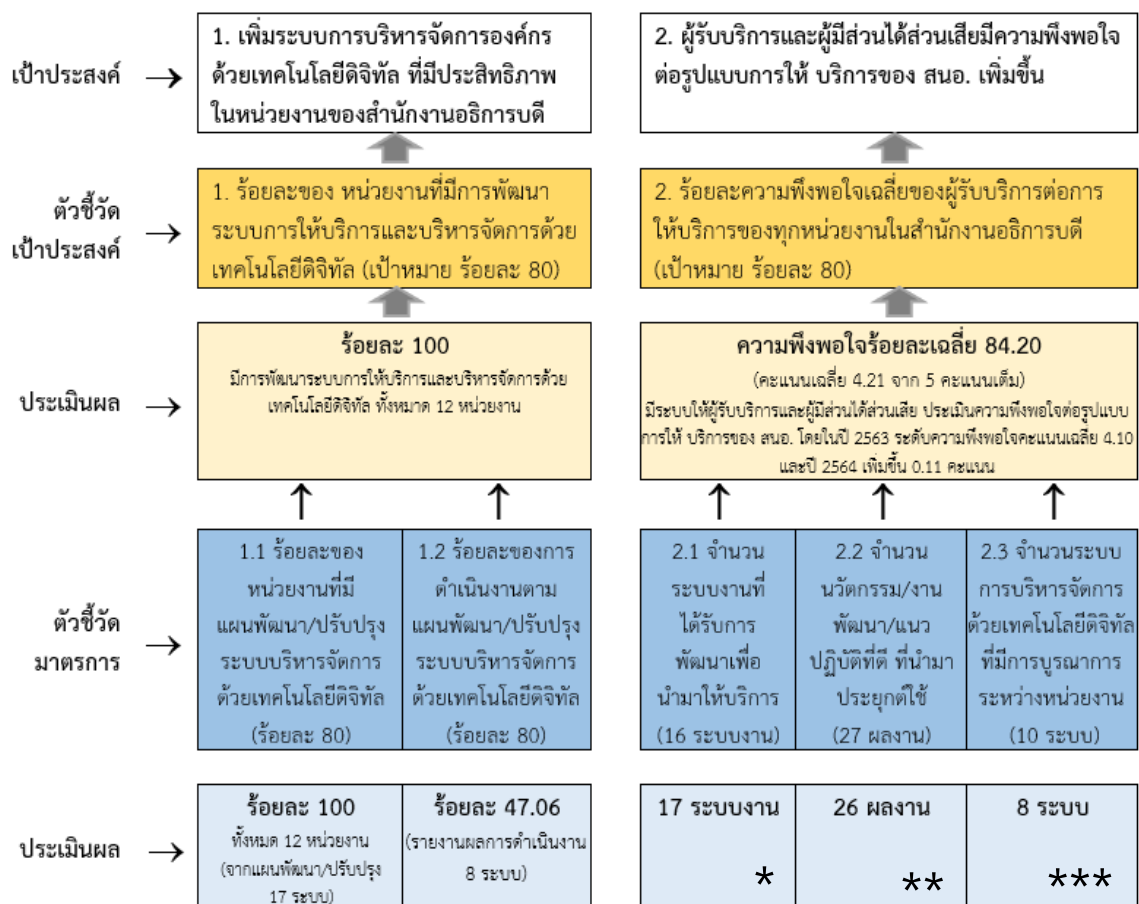 เป้าประสงค์ →
1. เพิ่มระบบการบริหารจัดการองค์กร
ด้วยเทคโนโลยีดิจิทัล ที่มีประสิทธิภาพ
ในหน่วยงานของสำนักงานอธิการบดี
2. ผู้รับบริการและผู้มีส่วนได้ส่วนเสียมีความพึงพอใจ
ต่อรูปแบบการให้ บริการของ สนอ. เพิ่มขึ้น
ตัวชี้วัด
เป้าประสงค์ →
1. ร้อยละของ หน่วยงานที่มีการพัฒนา
ระบบการให้บริการและบริหารจัดการด้วย
เทคโนโลยีดิจิทัล (เป้าหมาย ร้อยละ 80)
2. ร้อยละความพึงพอใจเฉลี่ยของผู้รับบริการต่อการ
ให้บริการของทุกหน่วยงานในสำนักงานอธิการบดี
(เป้าหมาย ร้อยละ 80)
ประเมินผล →
ร้อยละ 100
มีการพัฒนาระบบการให้บริการและบริหารจัดการด้วย
เทคโนโลยีดิจิทัล ทั้งหมาด 12 หน่วยงาน
ความพึงพอใจร้อยละเฉลี่ย 84.20
(คะแนนเฉลี่ย 4.21 จาก 5 คะแนนเต็ม)
มีระบบให้ผู้รับบริการและผู้มีส่วนได้ส่วนเสีย ประเมินความพึงพอใจต่อรูปแบบ
การให้ บริการของ สนอ. โดยในปี 2563 ระดับความพึงพอใจคะแนนเฉลี่ย 4.10
และปี 2564 เพิ่มขึ้น 0.11 คะแนน
ตัวชี้วัด
มาตรการ →
1.1 ร้อยละของ
หน่วยงานที่มี
แผนพัฒนา/ปรับปรุง
ระบบบริหารจัดการ
ด้วยเทคโนโลยีดิจิทัล
(ร้อยละ 80)
1.2 ร้อยละของการ
ดำเนินงานตาม
แผนพัฒนา/ปรับปรุง
ระบบบริหารจัดการ
ด้วยเทคโนโลยีดิจิทัล
(ร้อยละ 80)
2.1 จำนวน
ระบบงานที่
ได้รับการ
พัฒนาเพื่อ
นำมาให้บริการ
(16 ระบบงาน)
2.2 จำนวน
นวัตกรรม/งาน
พัฒนา/แนว
ปฏิบัติที่ดี ที่นำมา
ประยุกต์ใช้
(27 ผลงาน)
2.3 จำนวนระบบ
การบริหารจัดการ
ด้วยเทคโนโลยีดิจิทัล
ที่มีการบูรณาการ
ระหว่างหน่วยงาน
(10 ระบบ)
ประเมินผล →
ร้อยละ 100
ทั้งหมด 12 หน่วยงาน
(จากแผนพัฒนา/ปรับปรุง
17 ระบบ)
ร้อยละ 47.06
(รายงานผลการดำเนินงาน
8 ระบบ)
17 ระบบงาน
*
26 ผลงาน
**
8 ระบบ
***